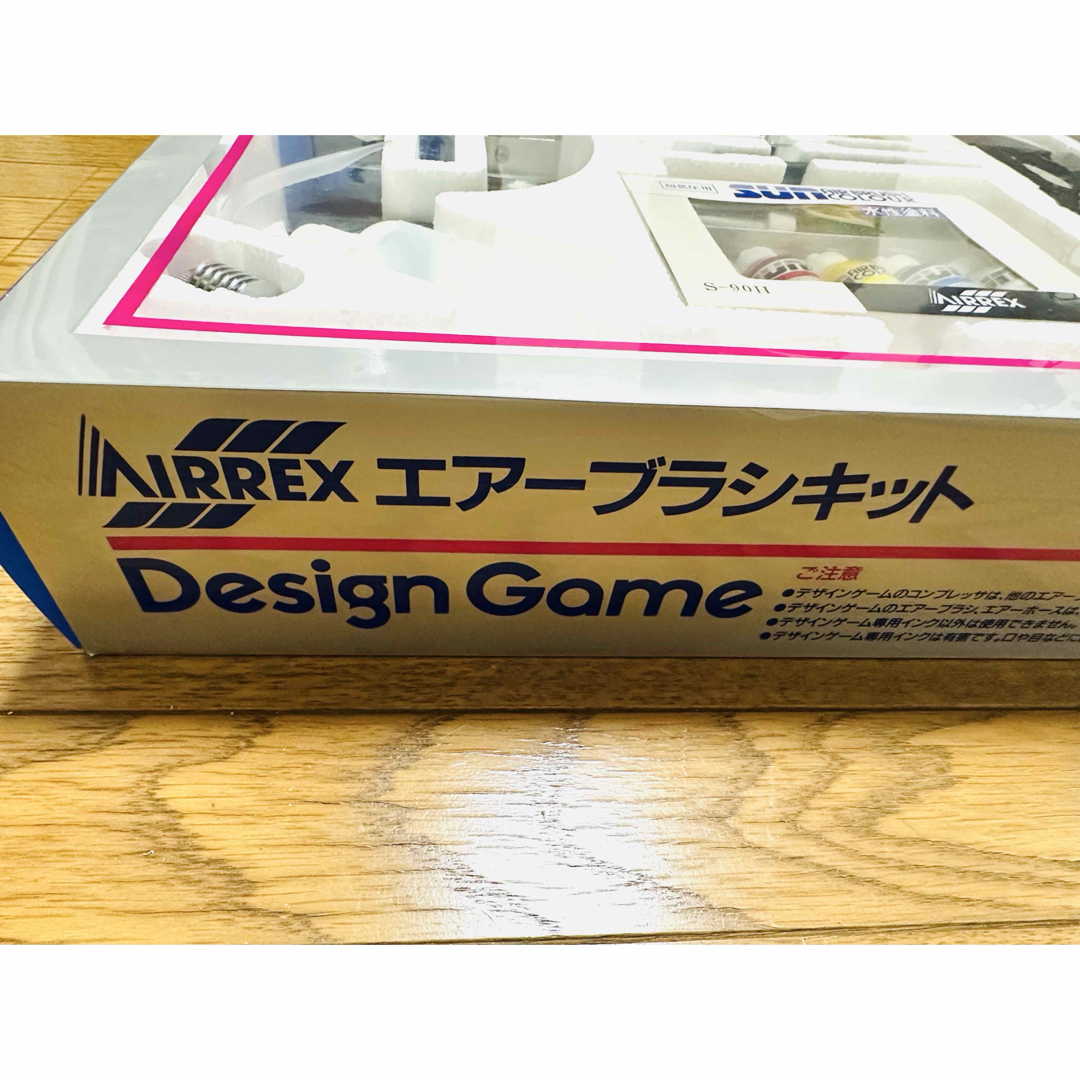 SUN AIR BRUSH COLOUR
水性塗料
S-90II
AIRREX
AIRREX エアーブラシキット
Design Game
ご注意
●デザインゲームのコンプレッサは、他のエアー
●デザインゲームのエアーブラシ、エアーホースは、
●デザインゲーム専用インク以外は使用できません。
●デザインゲーム専用インクは有害です。口や目などに